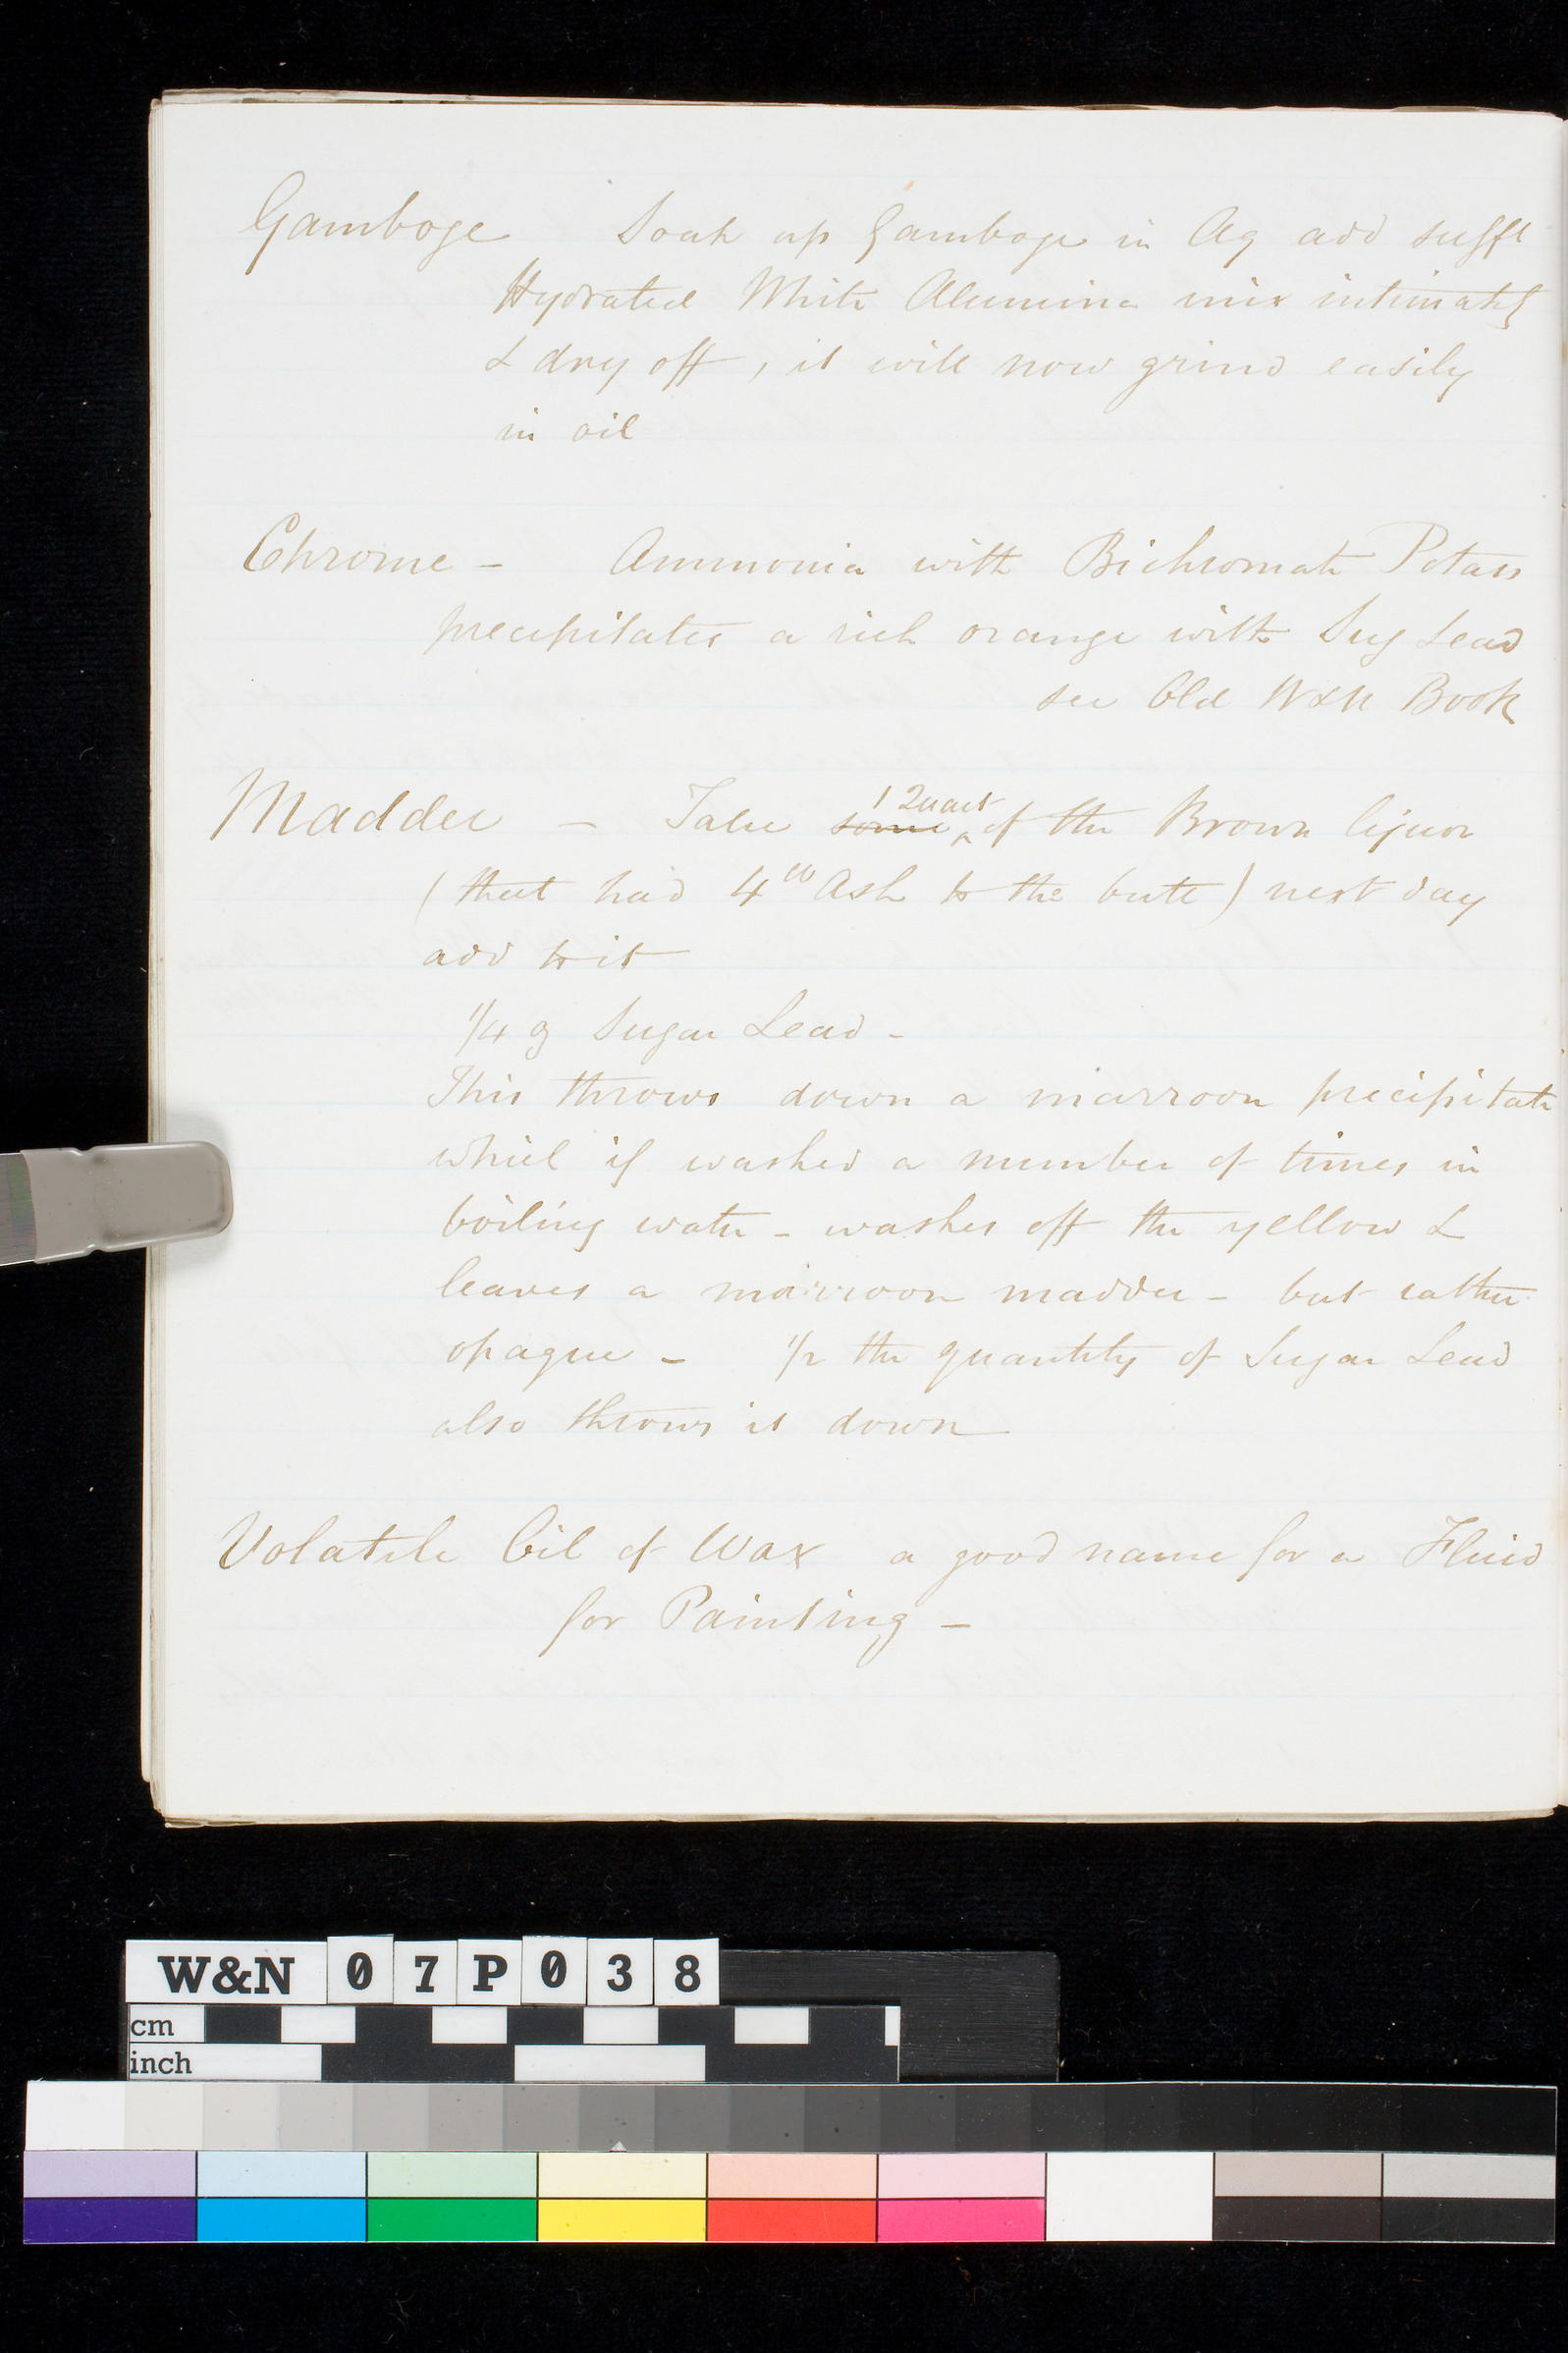 Gamboge Soak up Gamboge in Aq add sufft
Hydrated White Alumina mix intimately
& dry off, it will now grind easily
in oil
Chrome - Ammonia with Bichromate Potass
precipitates a rich orange with Sug Lead
see Old W&N Book
Madder - Take some 1 Quart of the Brown liquor
(that had 4 lb Ash to the bute) next day
add to it
1/4 ℥ Sugar Lead -
This throws down a marroon precipitate
which if washed a number of times in
boiling water - washes off the yellow &
leaves a marroon madder - but rather
opaque - 1/2 the quantity of Sugar Lead
also throws it down
Volatile Oil of Wax a good name for a Fluid
for Painting -
W&N 07P038
cm
inch